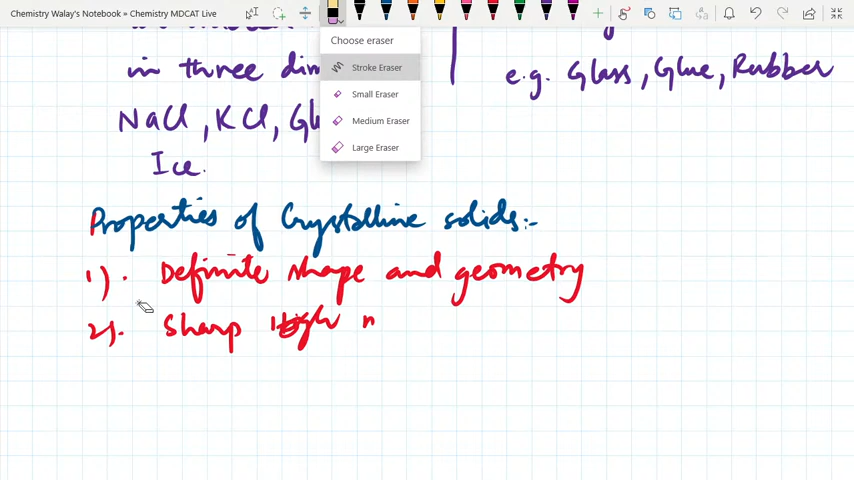 Chemistry Walay's Notebook » Chemistry MDCAT Live
Choose eraser
Stroke Eraser
Small Eraser
Medium Eraser
Large Eraser
in three
e.g. Glass, Glue, Rubber
NaCl, KCl,
Ice.
Properties of Crystalline solids:-
1). Definite shape and geometry
2). Sharp